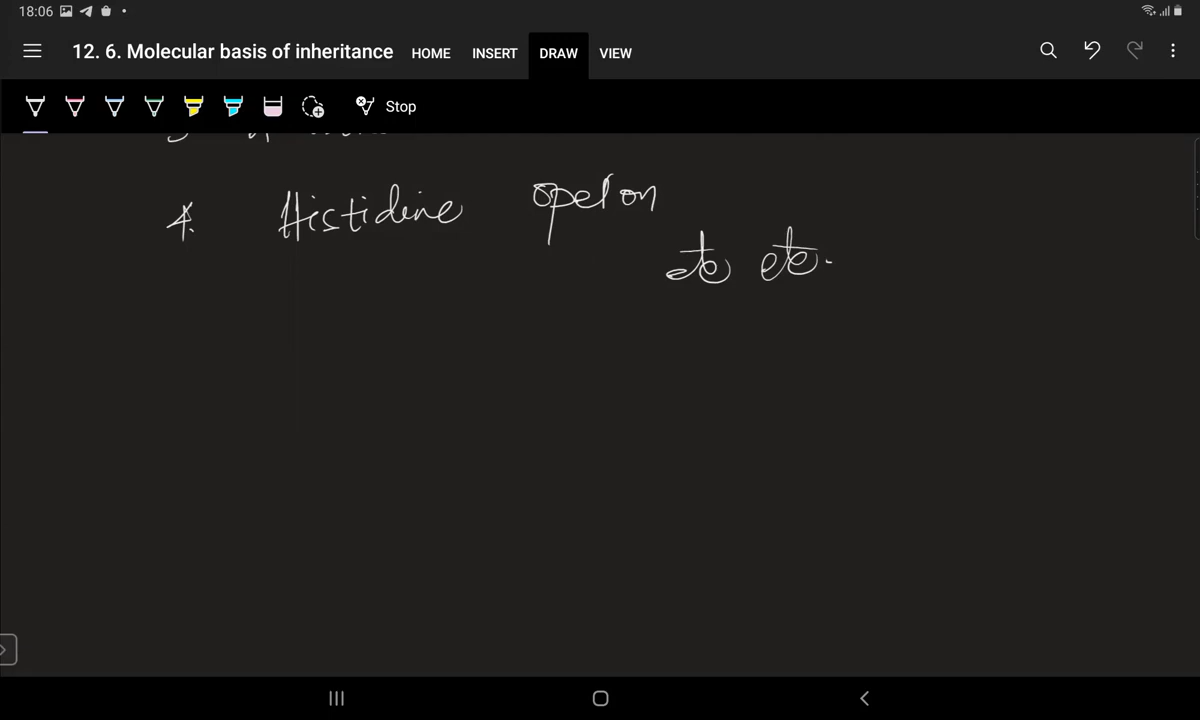 18:06
12. 6. Molecular basis of inheritance HOME INSERT DRAW VIEW
Stop
4. Histidine operon
etc etc.